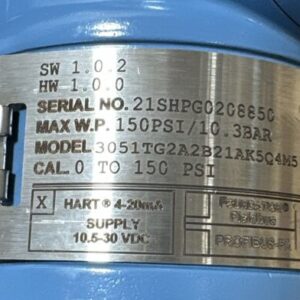 SW 1.0.2
HW 1.0.0
SERIAL NO. 21SHPG0208850
MAX W.P. 150PSI/10.3BAR
MODEL 3051TG2A2B21AK5Q4M5
CAL. 0 TO 150 PSI
X HART® 4-20mA
SUPPLY
10.5-30 VDC
PROFIBUS-PA